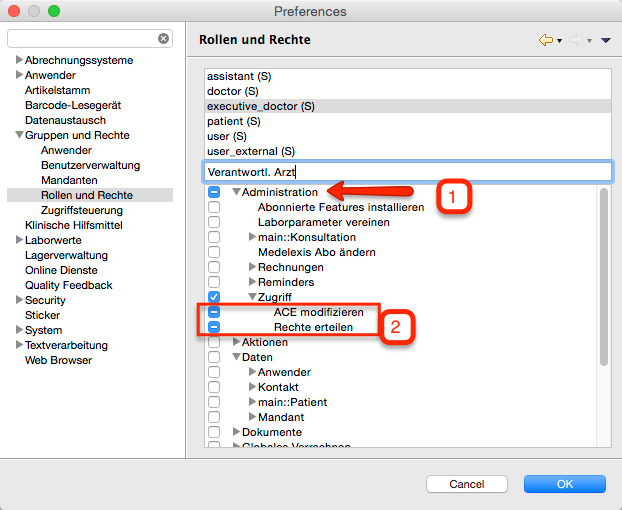 Preferences
Rollen und Rechte
Abrechnungssysteme
Anwender
Artikelstamm
Barcode-Lesegerät
Datenaustausch
Gruppen und Rechte
Anwender
Benutzerverwaltung
Mandanten
Rollen und Rechte
Zugriffsteuerung
Klinische Hilfsmittel
Laborwerte
Lagerverwaltung
Online Dienste
Quality Feedback
Security
Sticker
System
Textverarbeitung
Web Browser
assistant (S)
doctor (S)
executive_doctor (S)
patient (S)
user (S)
user_external (S)
Verantwortl. Arzt
Administration
1
Abonnierte Features installieren
Laborparameter vereinen
main::Konsultation
Medelexis Abo ändern
Rechnungen
Reminders
Zugriff
ACE modifizieren
Rechte erteilen
2
Aktionen
Daten
Anwender
Kontakt
main::Patient
Mandant
Dokumente
Globales Verrechnen
Cancel
OK